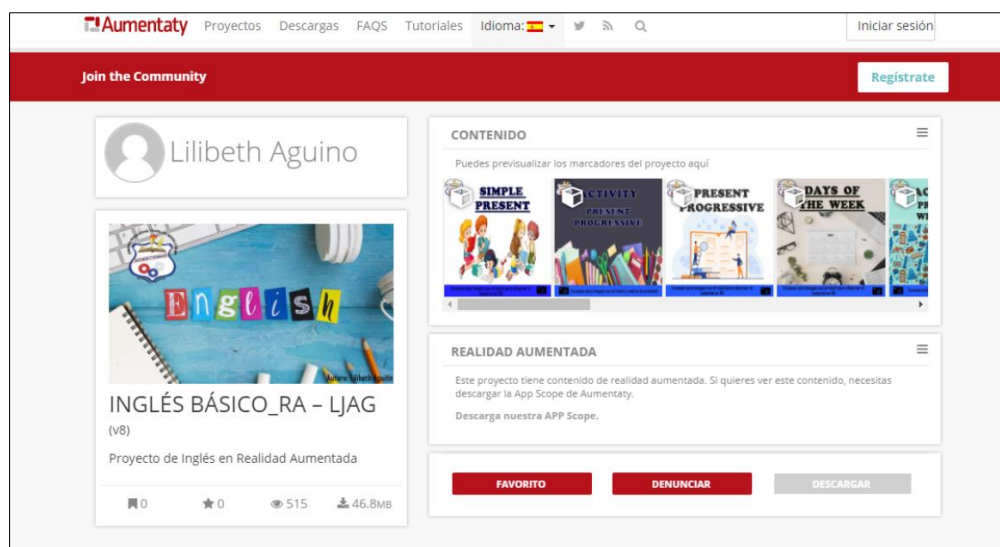 Aumentaty Proyectos Descargas FAQS Tutoriales Idioma: Iniciar sesión
Join the Community Regístrate
Lilibeth Aguino
English
INGLÉS BÁSICO_RA – LJAG
(v8)
Proyecto de Inglés en Realidad Aumentada
0 0 515 46.8MB
CONTENIDO
Puedes previsualizar los marcadores del proyecto aquí
SIMPLE
PRESENT
ACTIVITY
PRESENT
PROGRESSIVE
PRESENT
PROGRESSIVE
DAYS OF
THE WEEK
REALIDAD AUMENTADA
Este proyecto tiene contenido de realidad aumentada. Si quieres ver este contenido, necesitas
descargar la App Scope de Aumentaty.
Descarga nuestra APP Scope.
FAVORITO DENUNCIAR DESCARGAR